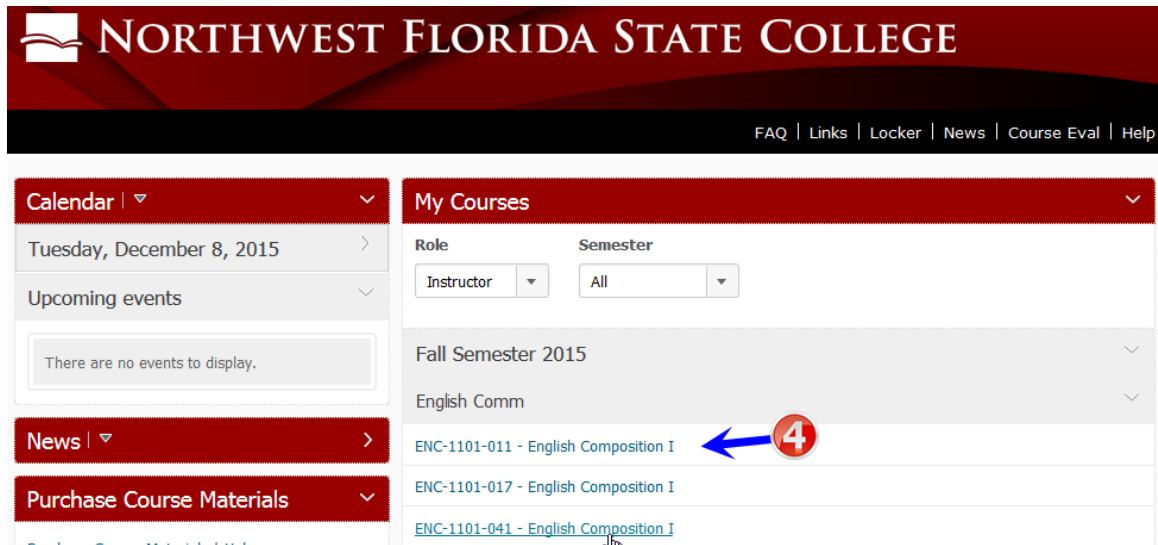 NORTHWEST FLORIDA STATE COLLEGE
FAQ | Links | Locker | News | Course Eval | Help
Calendar
Tuesday, December 8, 2015
Upcoming events
There are no events to display.
News
Purchase Course Materials
My Courses
Role Semester
Instructor All
Fall Semester 2015
English Comm
ENC-1101-011 - English Composition I
4
ENC-1101-017 - English Composition I
ENC-1101-041 - English Composition I